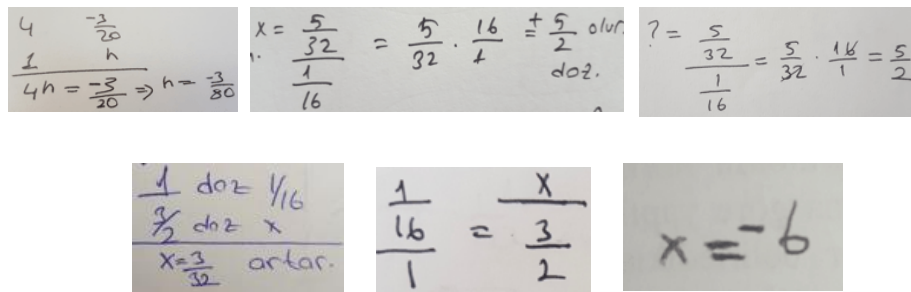 4 -3/20
1 h
4h = -3/20 => h = -3/80
x = 5/32 / 1/16 = 5/32 · 16/1 = +5/2 olur.
doz.
? = 5/32 / 1/16 = 5/32 · 16/1 = 5/2
1 doz 1/16
3/2 doz x
x = 3/32 artar.
1/16 / 1 = x / 3/2
x = -6